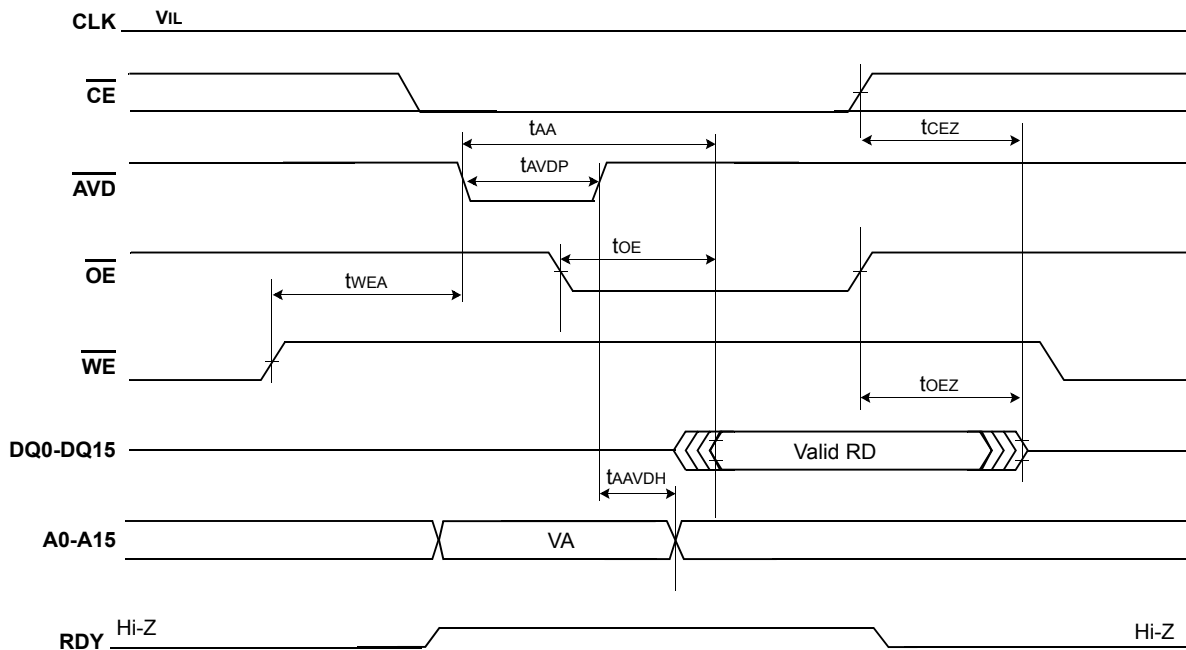 CLK VIL
CE
tAA
tCEZ
AVD
tAVDP
OE
tOE
tWEA
WE
tOEZ
DQ0-DQ15
Valid RD
tAAVDH
A0-A15
VA
RDY Hi-Z
Hi-Z